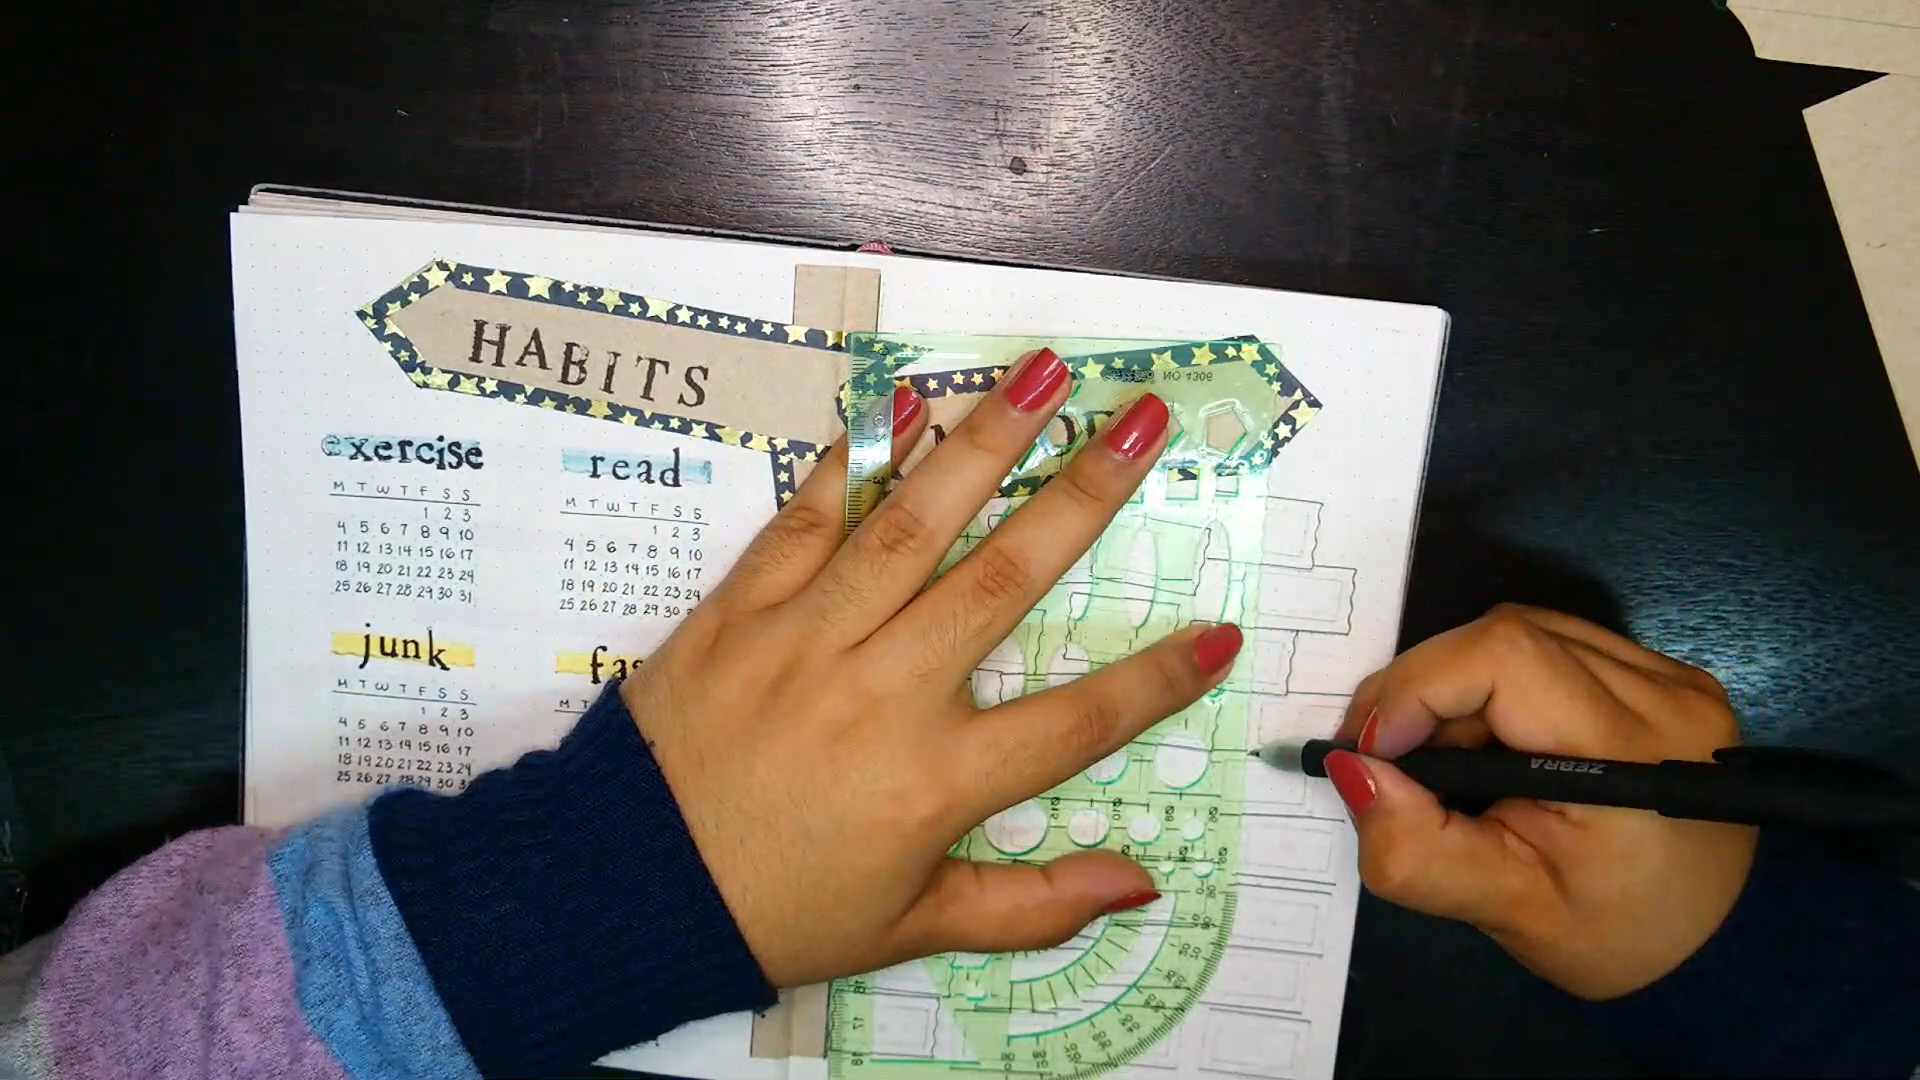 HABITS
exercise
M T W T F S S
1 2 3
4 5 6 7 8 9 10
11 12 13 14 15 16 17
18 19 20 21 22 23 24
25 26 27 28 29 30 31
read
M T W T F S S
1 2 3
4 5 6 7 8 9 10
11 12 13 14 15 16 17
18 19 20 21 22 23 24
25 26 27 28 29 30
junk
M T W T F S S
1 2 3
4 5 6 7 8 9 10
11 12 13 14 15 16 17
18 19 20 21 22 23 24
25 26 27 28 29 30 3
fas
M T
NO 4306
ZEBRA